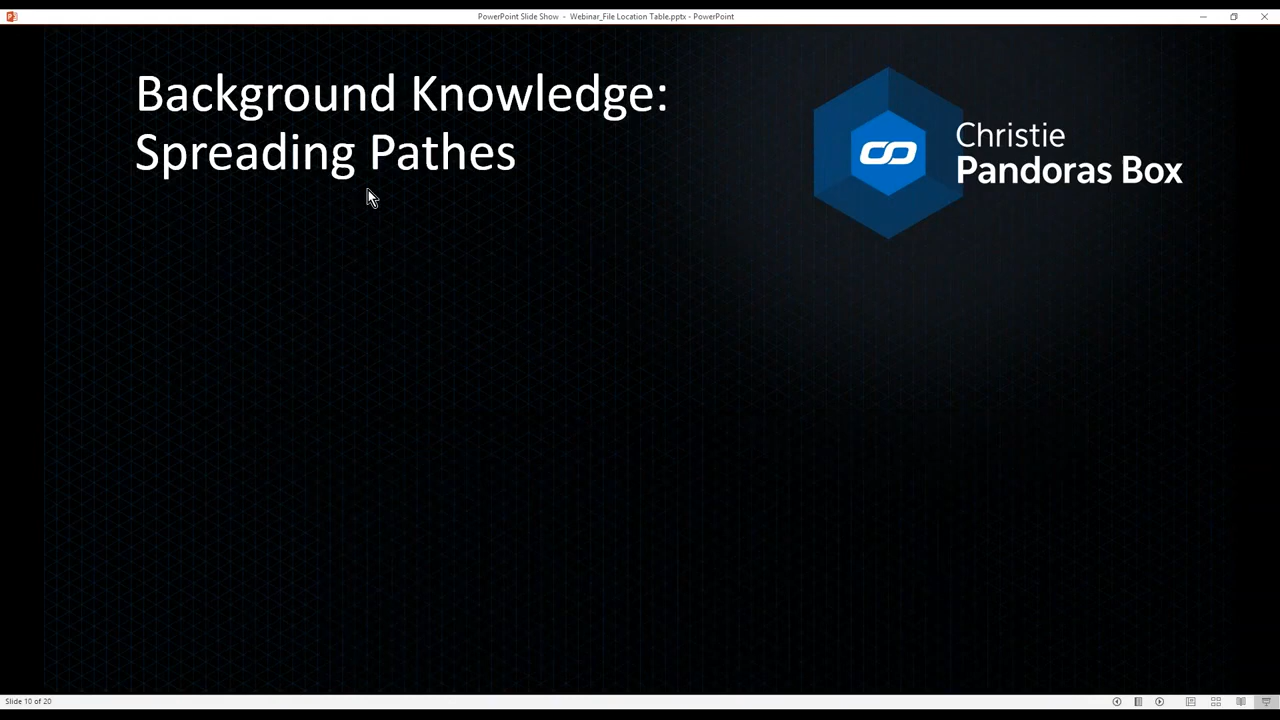 PowerPoint Slide Show - Webinar_File Location Table.pptx - PowerPoint
Background Knowledge:
Spreading Pathes
Christie
Pandoras Box
Slide 10 of 20